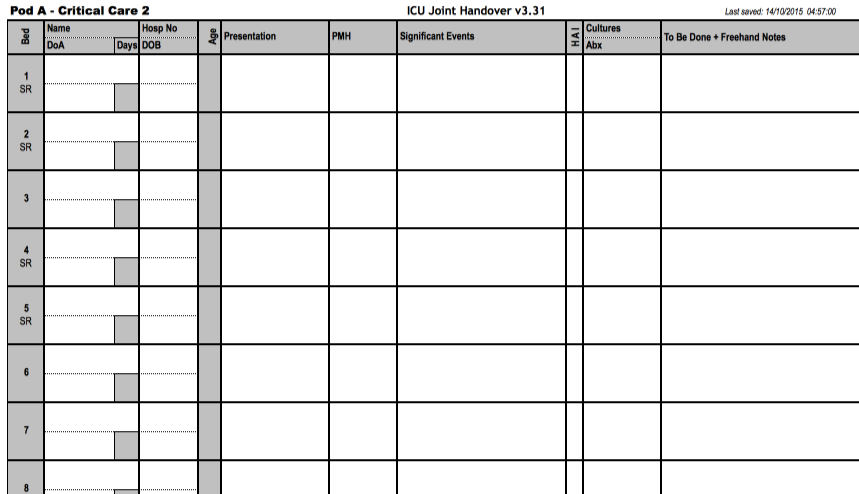 Pod A - Critical Care 2 ICU Joint Handover v3.31 Last saved: 14/10/2015 04:57:00
Bed Name Hosp No Age Presentation PMH Significant Events H A I Cultures To Be Done + Freehand Notes
DoA Days DOB Abx
1
SR
2
SR
3
4
SR
5
SR
6
7
8